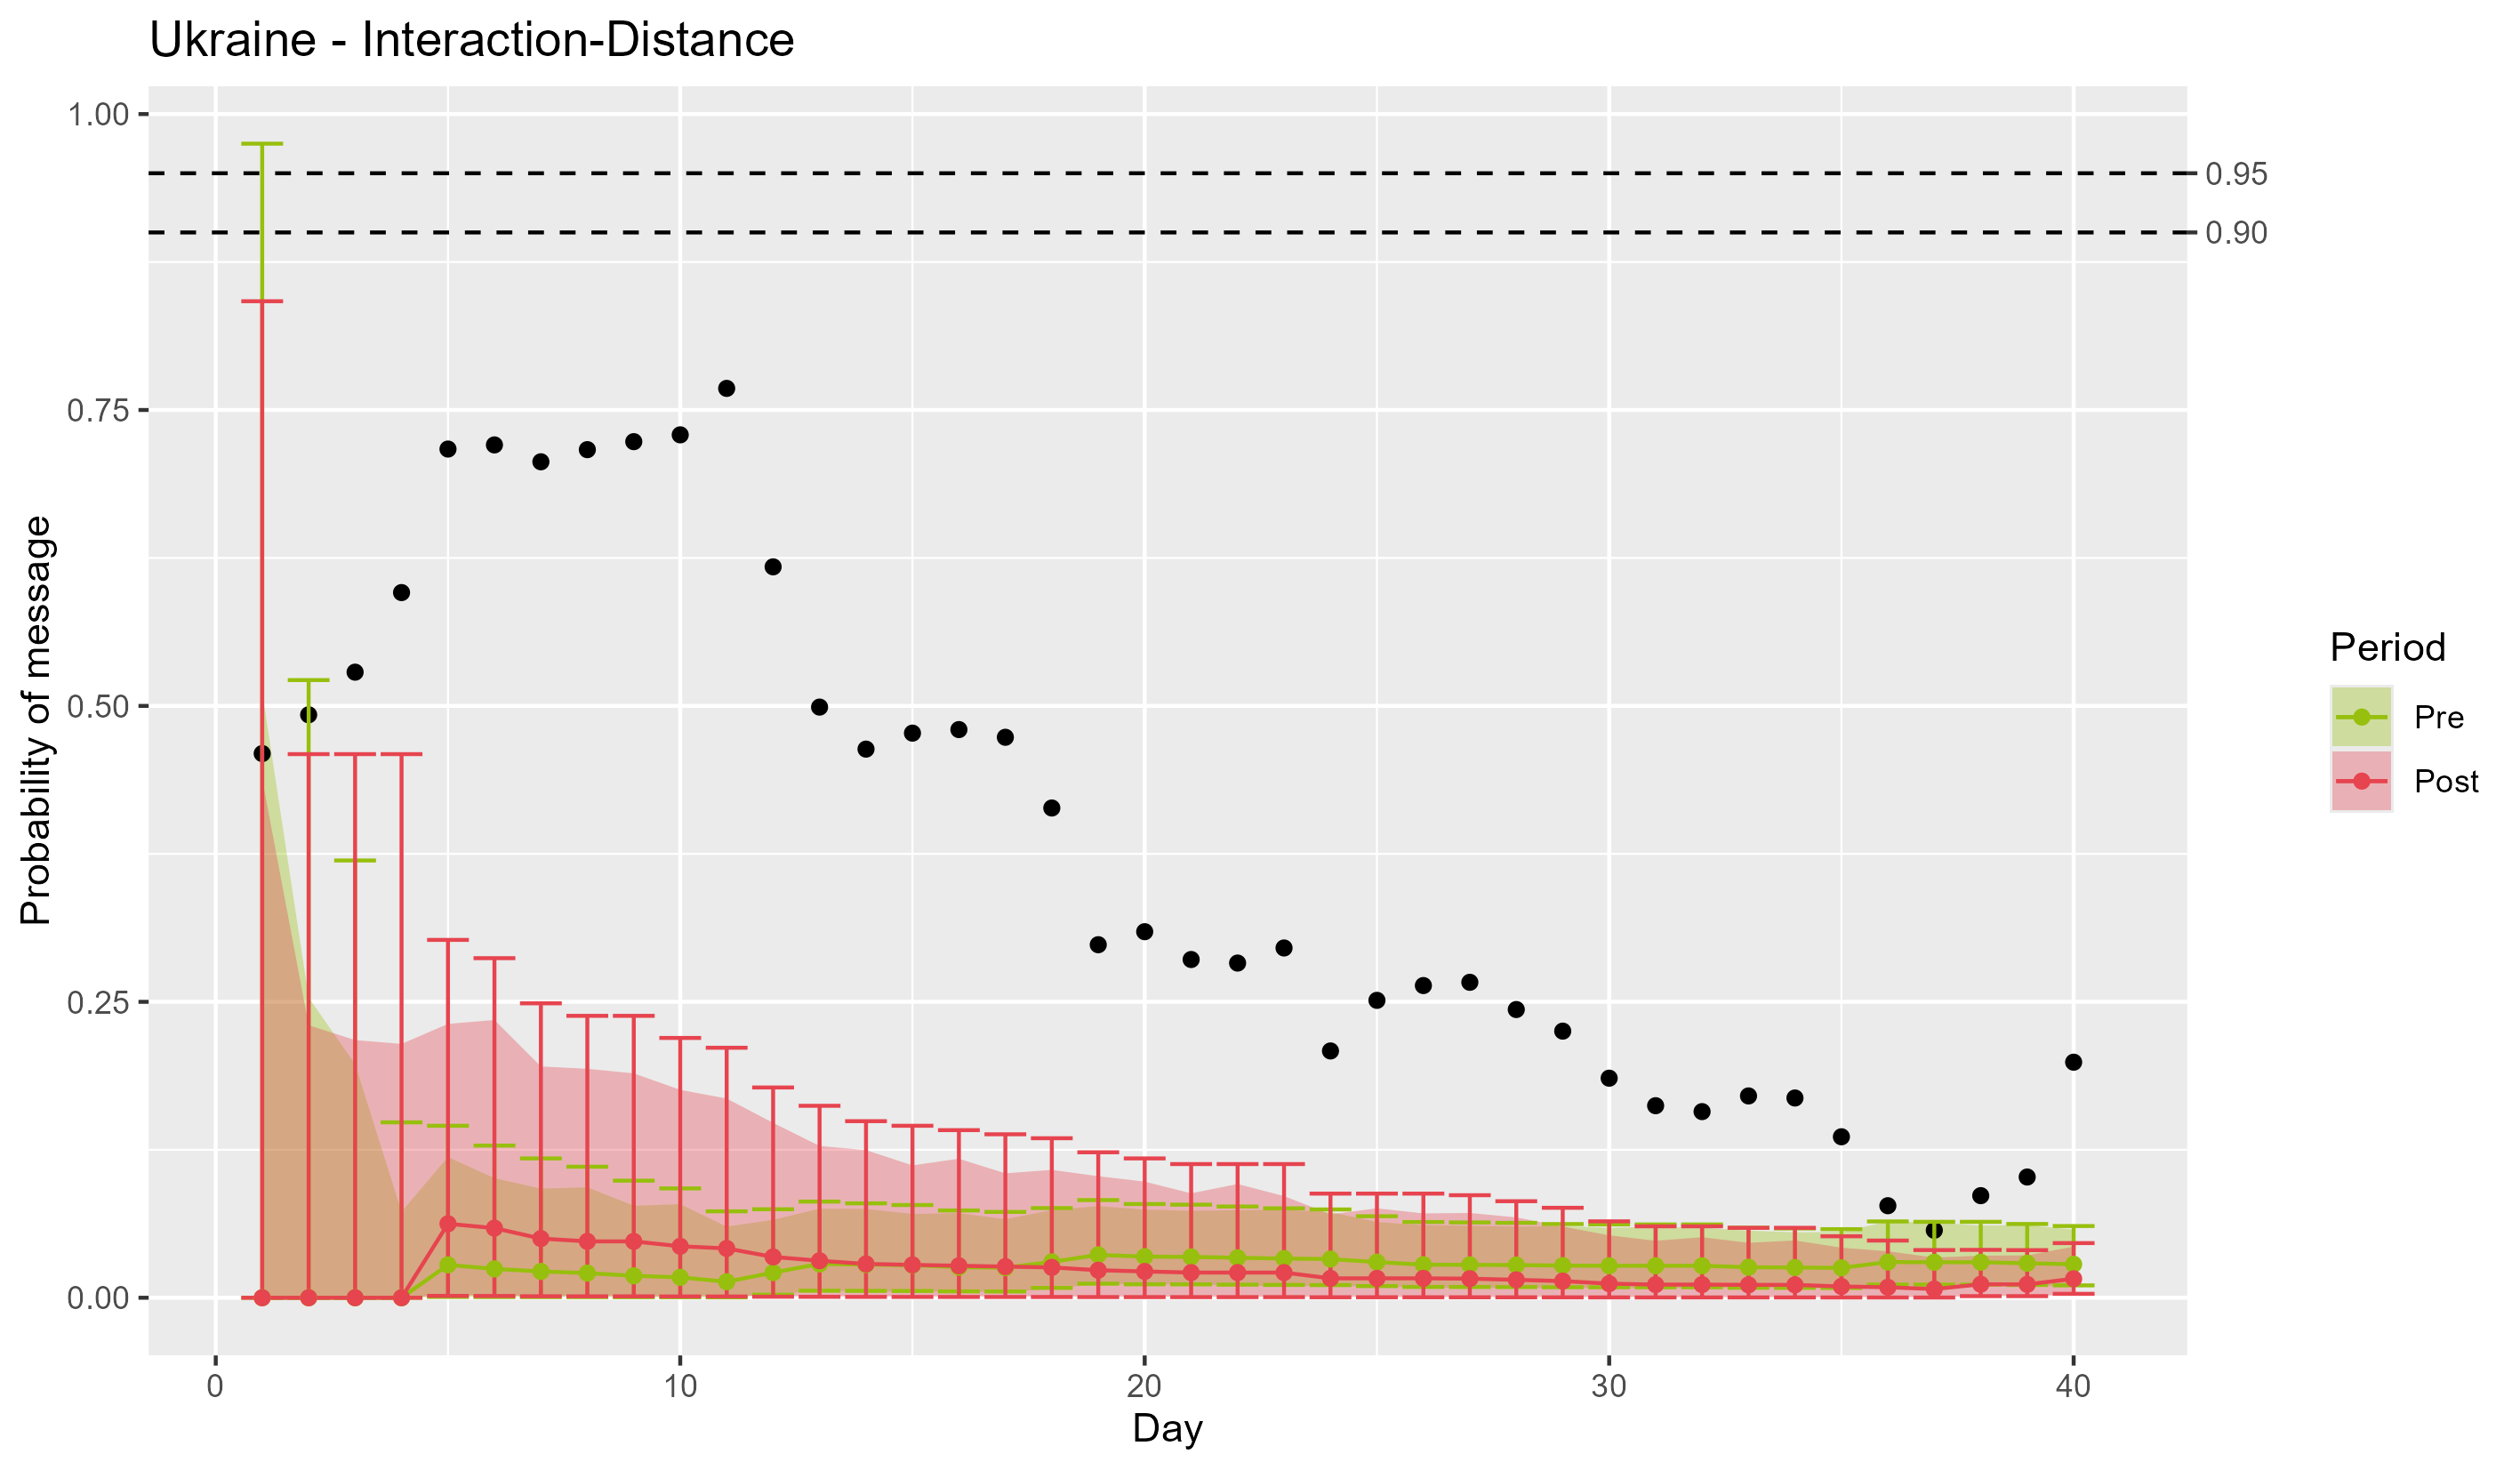 Ukraine - Interaction-Distance
1.00
0.75
0.50
0.25
0.00
Probability of message
0.95
0.90
0
10
20
30
40
Day
Period
Pre
Post